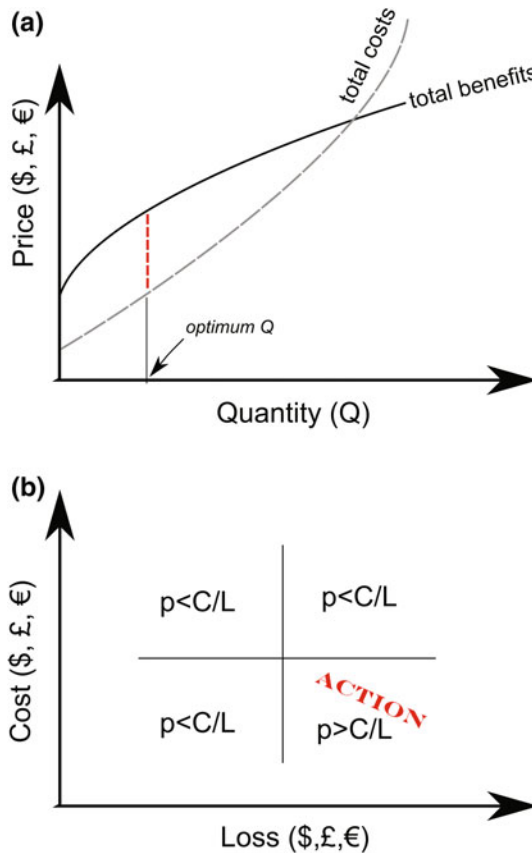 (a)
total costs
total benefits
Price ($, £, €)
optimum Q
Quantity (Q)
(b)
Cost ($, £, €)
p<C/L
p<C/L
ACTION
p<C/L
p>C/L
Loss ($,£,€)